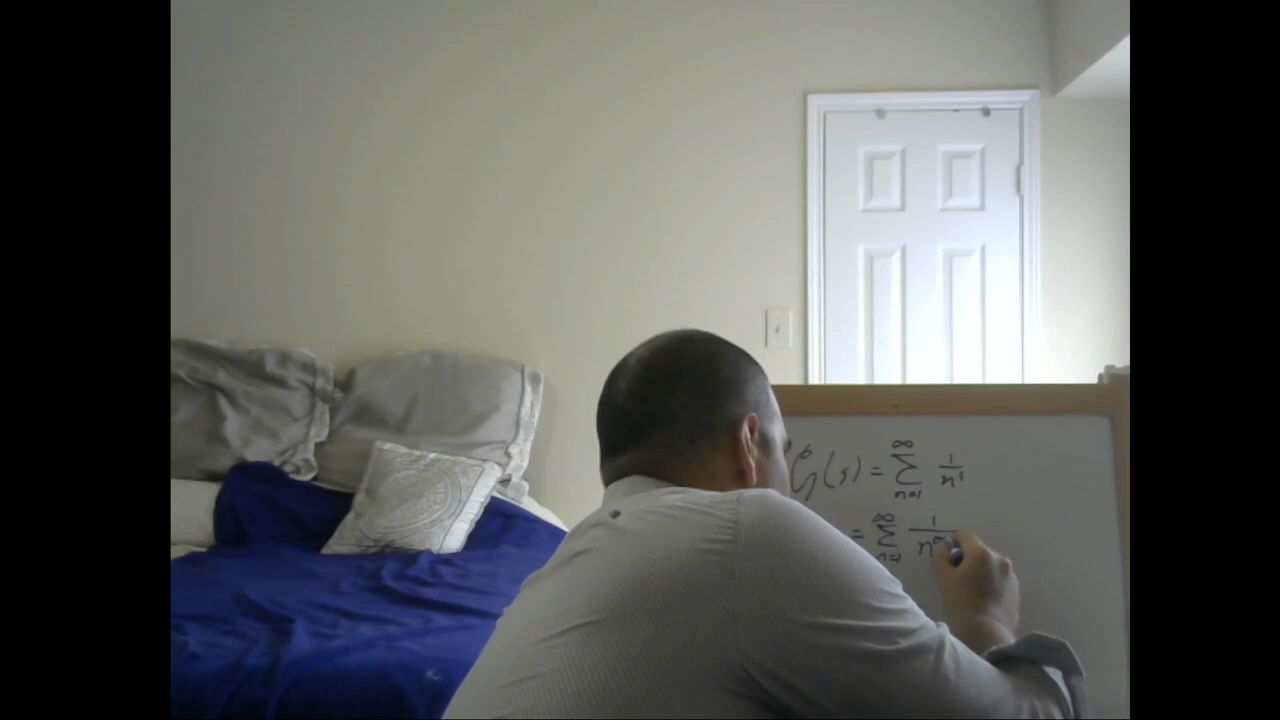 ζ(s) = ∑ n=1 ∞ 1/n^s
= ∑ n=1 ∞ 1/n